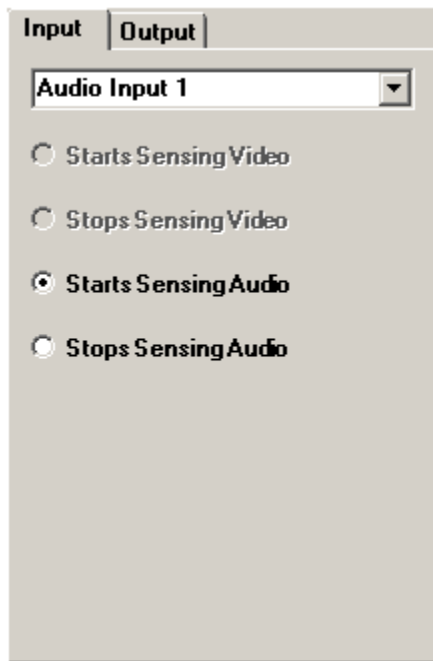 Input Output
Audio Input 1
Starts Sensing Video
Stops Sensing Video
Starts Sensing Audio
Stops Sensing Audio